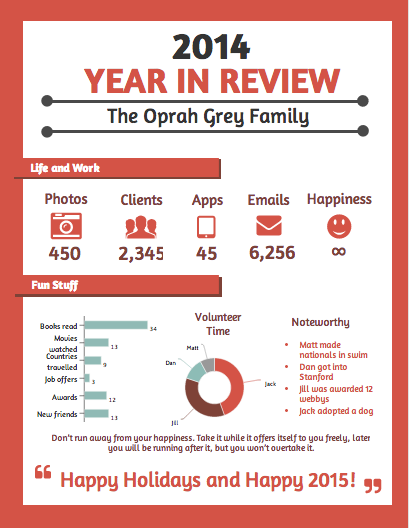 2014
YEAR IN REVIEW
The Oprah Grey Family
Life and Work
Photos Clients Apps Emails Happiness
450 2,345 45 6,256 ∞
Fun Stuff
Books read 34
Movies watched 13
Countries travelled 9
Job offers 3
Awards 12
New friends 13
Volunteer
Time
Matt
Dan
Jack
Jill
Noteworthy
• Matt made
nationals in swim
• Dan got into
Stanford
• Jill was awarded 12
webbys
• Jack adopted a dog
Don't run away from your happiness. Take it while it offers itself to you freely, later
you will be running after it, but you won't overtake it.
“ Happy Holidays and Happy 2015! ”